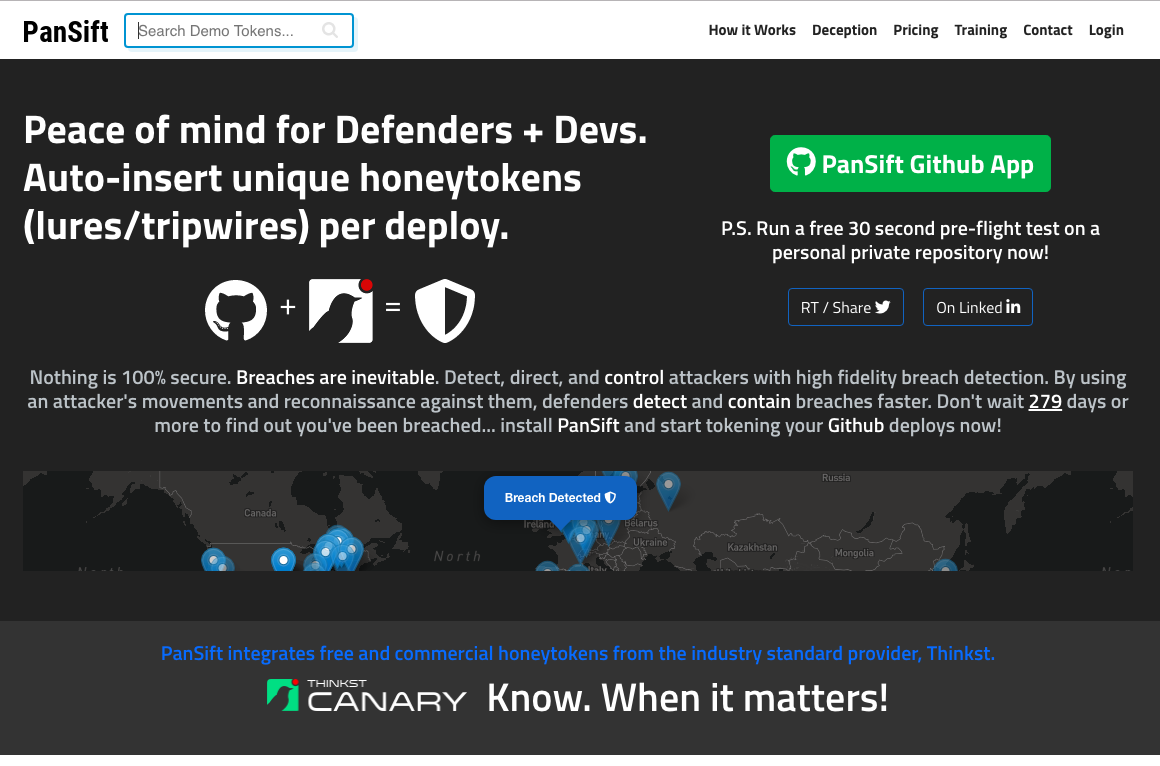 PanSift
Search Demo Tokens...
How it Works
Deception
Pricing
Training
Contact
Login
Peace of mind for Defenders + Devs.
Auto-insert unique honeytokens
(lures/tripwires) per deploy.
PanSift Github App
P.S. Run a free 30 second pre-flight test on a
personal private repository now!
+
=
RT / Share
On Linked in
Nothing is 100% secure. Breaches are inevitable. Detect, direct, and control attackers with high fidelity breach detection. By using
an attacker's movements and reconnaissance against them, defenders detect and contain breaches faster. Don't wait 279 days or
more to find out you've been breached... install PanSift and start tokening your Github deploys now!
Russia
Breach Detected
Canada
Ireland
Belarus
Ukraine
Kazakhstan
Mongolia
North
PanSift integrates free and commercial honeytokens from the industry standard provider, Thinkst.
THINKST
CANARY
Know. When it matters!